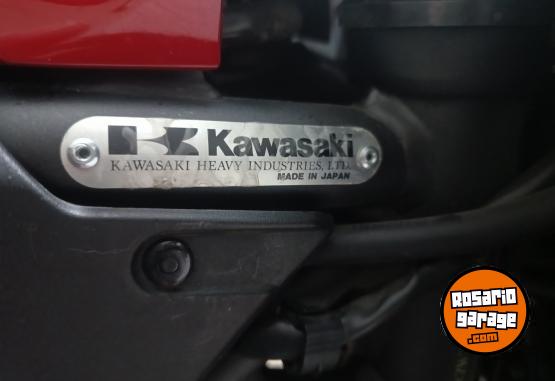 Kawasaki
KAWASAKI HEAVY INDUSTRIES, LTD.
MADE IN JAPAN
Rosario
garage
.com